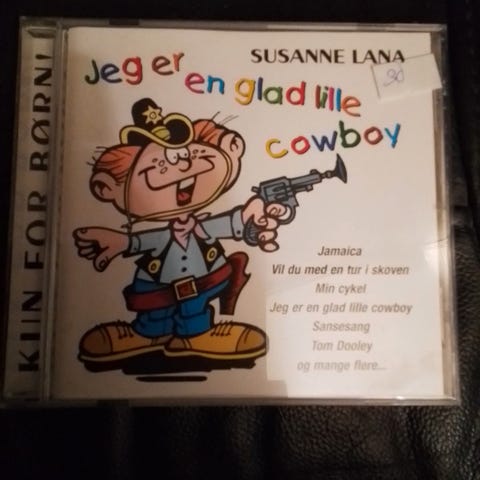 KUN FOR BØRN!
SUSANNE LANA
30
Jeg er
en glad lille
cowboy
Jamaica
Vil du med en tur i skoven
Min cykel
Jeg er en glad lille cowboy
Sansesang
Tom Dooley
og mange flere...